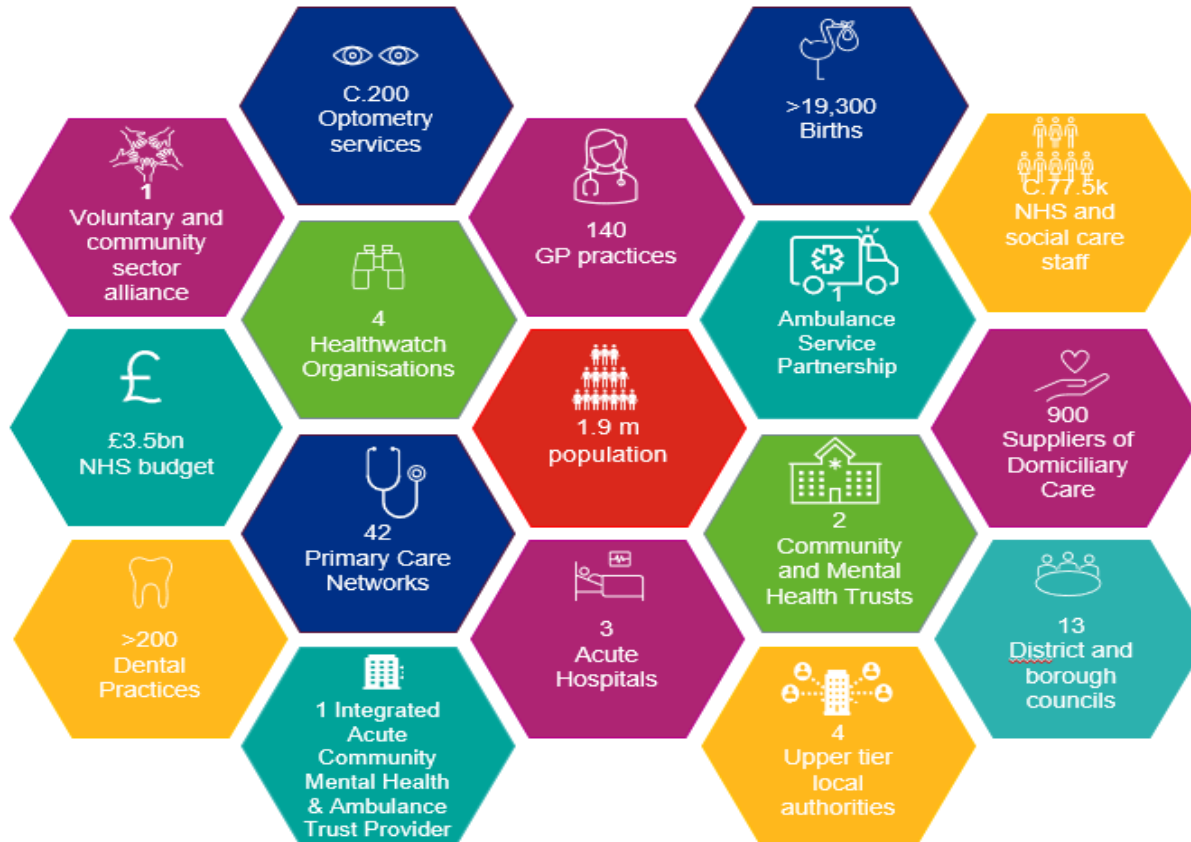 C.200
Optometry
services
>19,300
Births
1
Voluntary and
community
sector
alliance
140
GP practices
C.77.5k
NHS and
social care
staff
4
Healthwatch
Organisations
1
Ambulance
Service
Partnership
£
£3.5bn
NHS budget
1.9 m
population
900
Suppliers of
Domiciliary
Care
42
Primary Care
Networks
2
Community
and Mental
Health Trusts
>200
Dental
Practices
3
Acute
Hospitals
13
District and
borough
councils
1 Integrated
Acute
Community
Mental Health
& Ambulance
Trust Provider
4
Upper tier
local
authorities